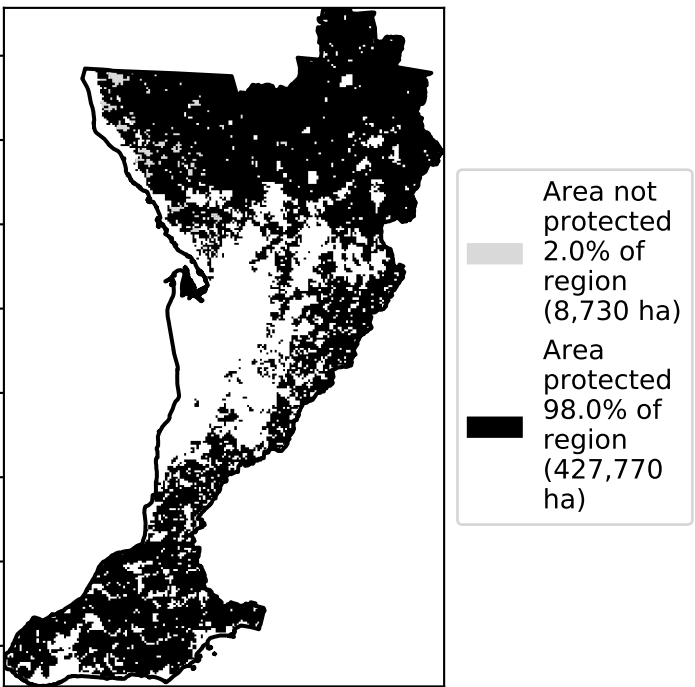 Area not
protected
2.0% of
region
(8,730 ha)
Area
protected
98.0% of
region
(427,770
ha)